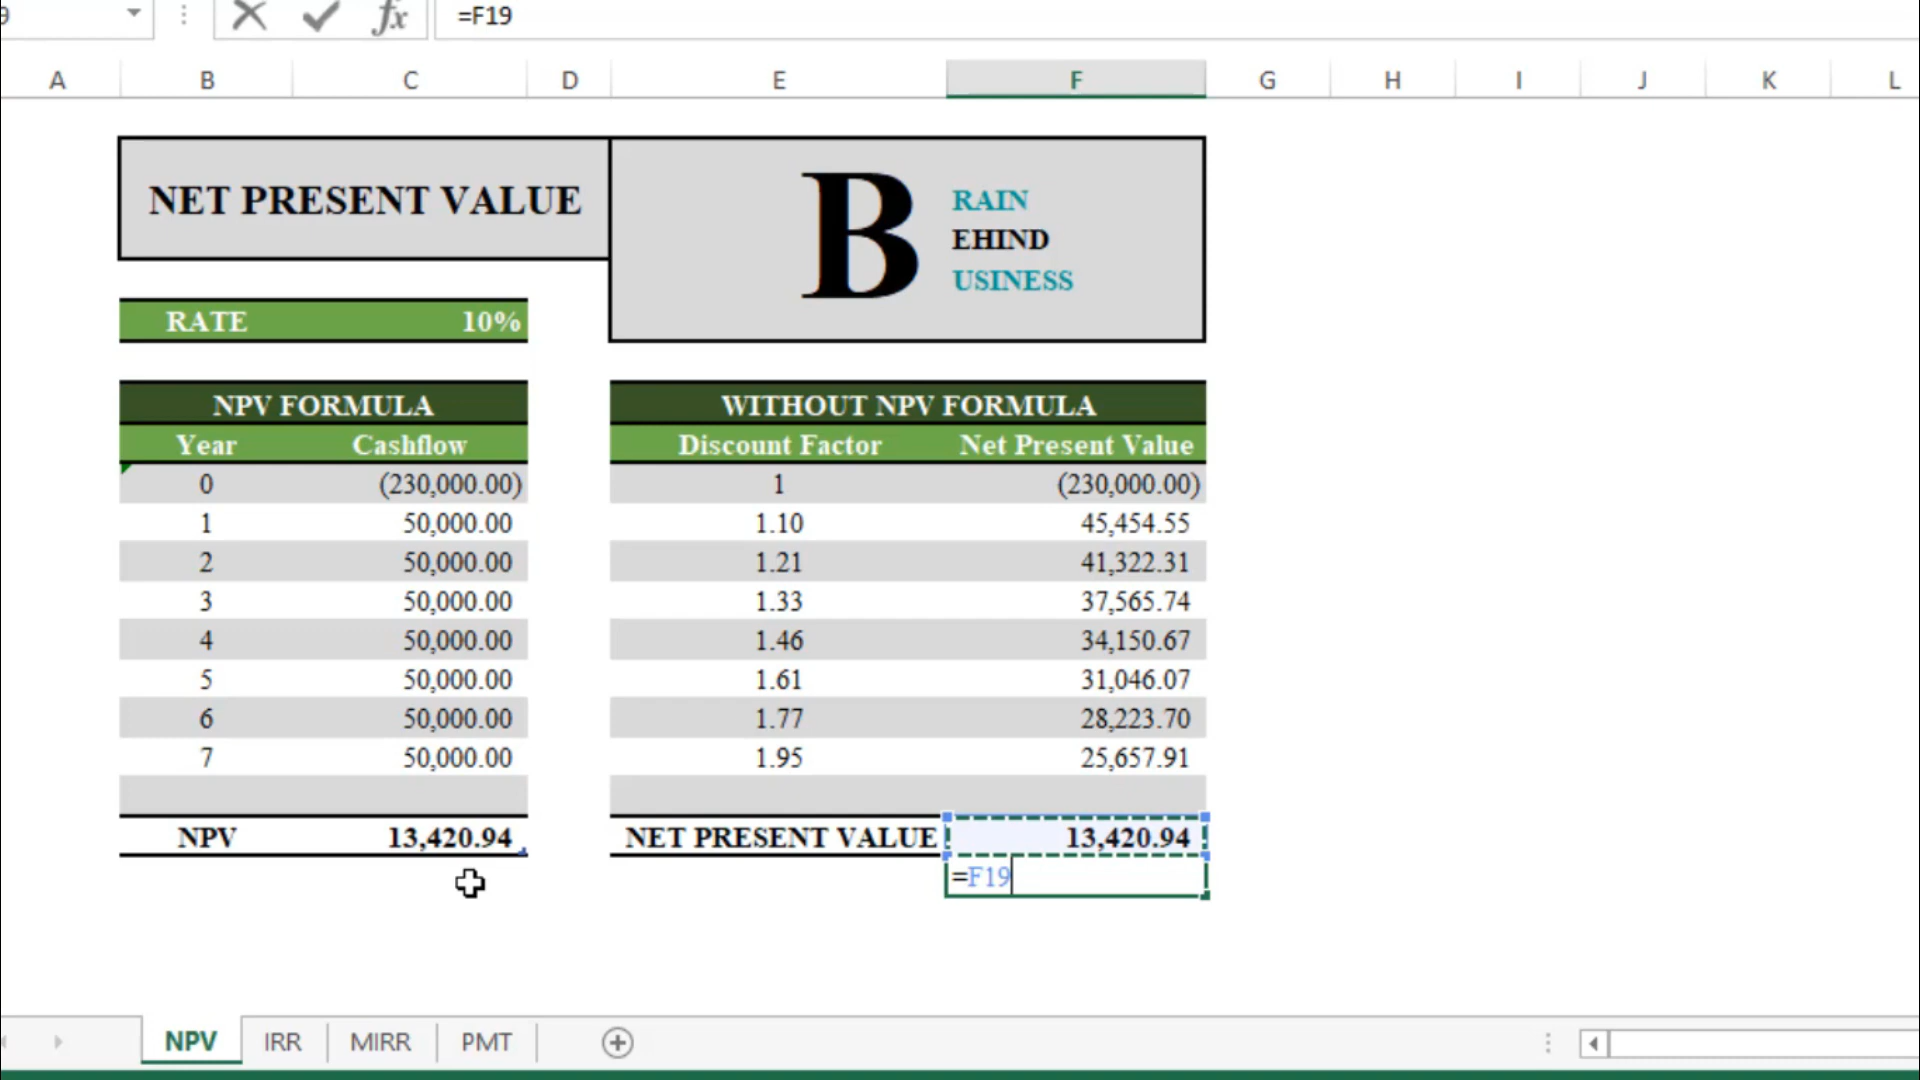 9 fx =F19
A B C D E F G H I J K L
NET PRESENT VALUE
B
RAIN
EHIND
USINESS
RATE 10%
NPV FORMULA WITHOUT NPV FORMULA
Year Cashflow Discount Factor Net Present Value
0 (230,000.00) 1 (230,000.00)
1 50,000.00 1.10 45,454.55
2 50,000.00 1.21 41,322.31
3 50,000.00 1.33 37,565.74
4 50,000.00 1.46 34,150.67
5 50,000.00 1.61 31,046.07
6 50,000.00 1.77 28,223.70
7 50,000.00 1.95 25,657.91
NPV 13,420.94 NET PRESENT VALUE 13,420.94
=F19
NPV IRR MIRR PMT